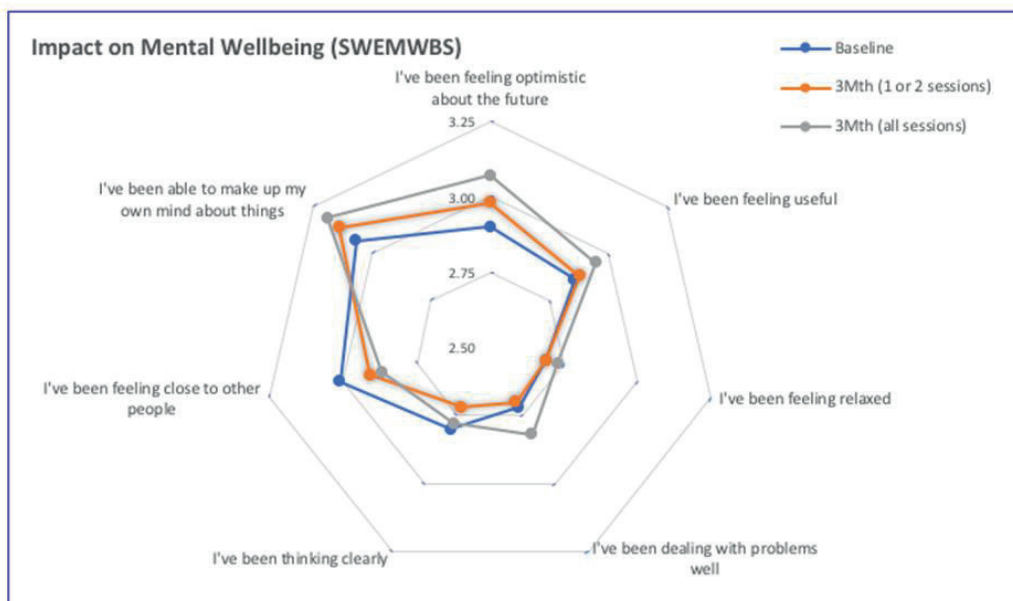 Impact on Mental Wellbeing (SWEMWBS)
Baseline
3Mth (1 or 2 sessions)
3Mth (all sessions)
I've been feeling optimistic
about the future
3.25
3.00
2.75
2.50
I've been feeling useful
I've been feeling relaxed
I've been dealing with problems
well
I've been thinking clearly
I've been feeling close to other
people
I've been able to make up my
own mind about things